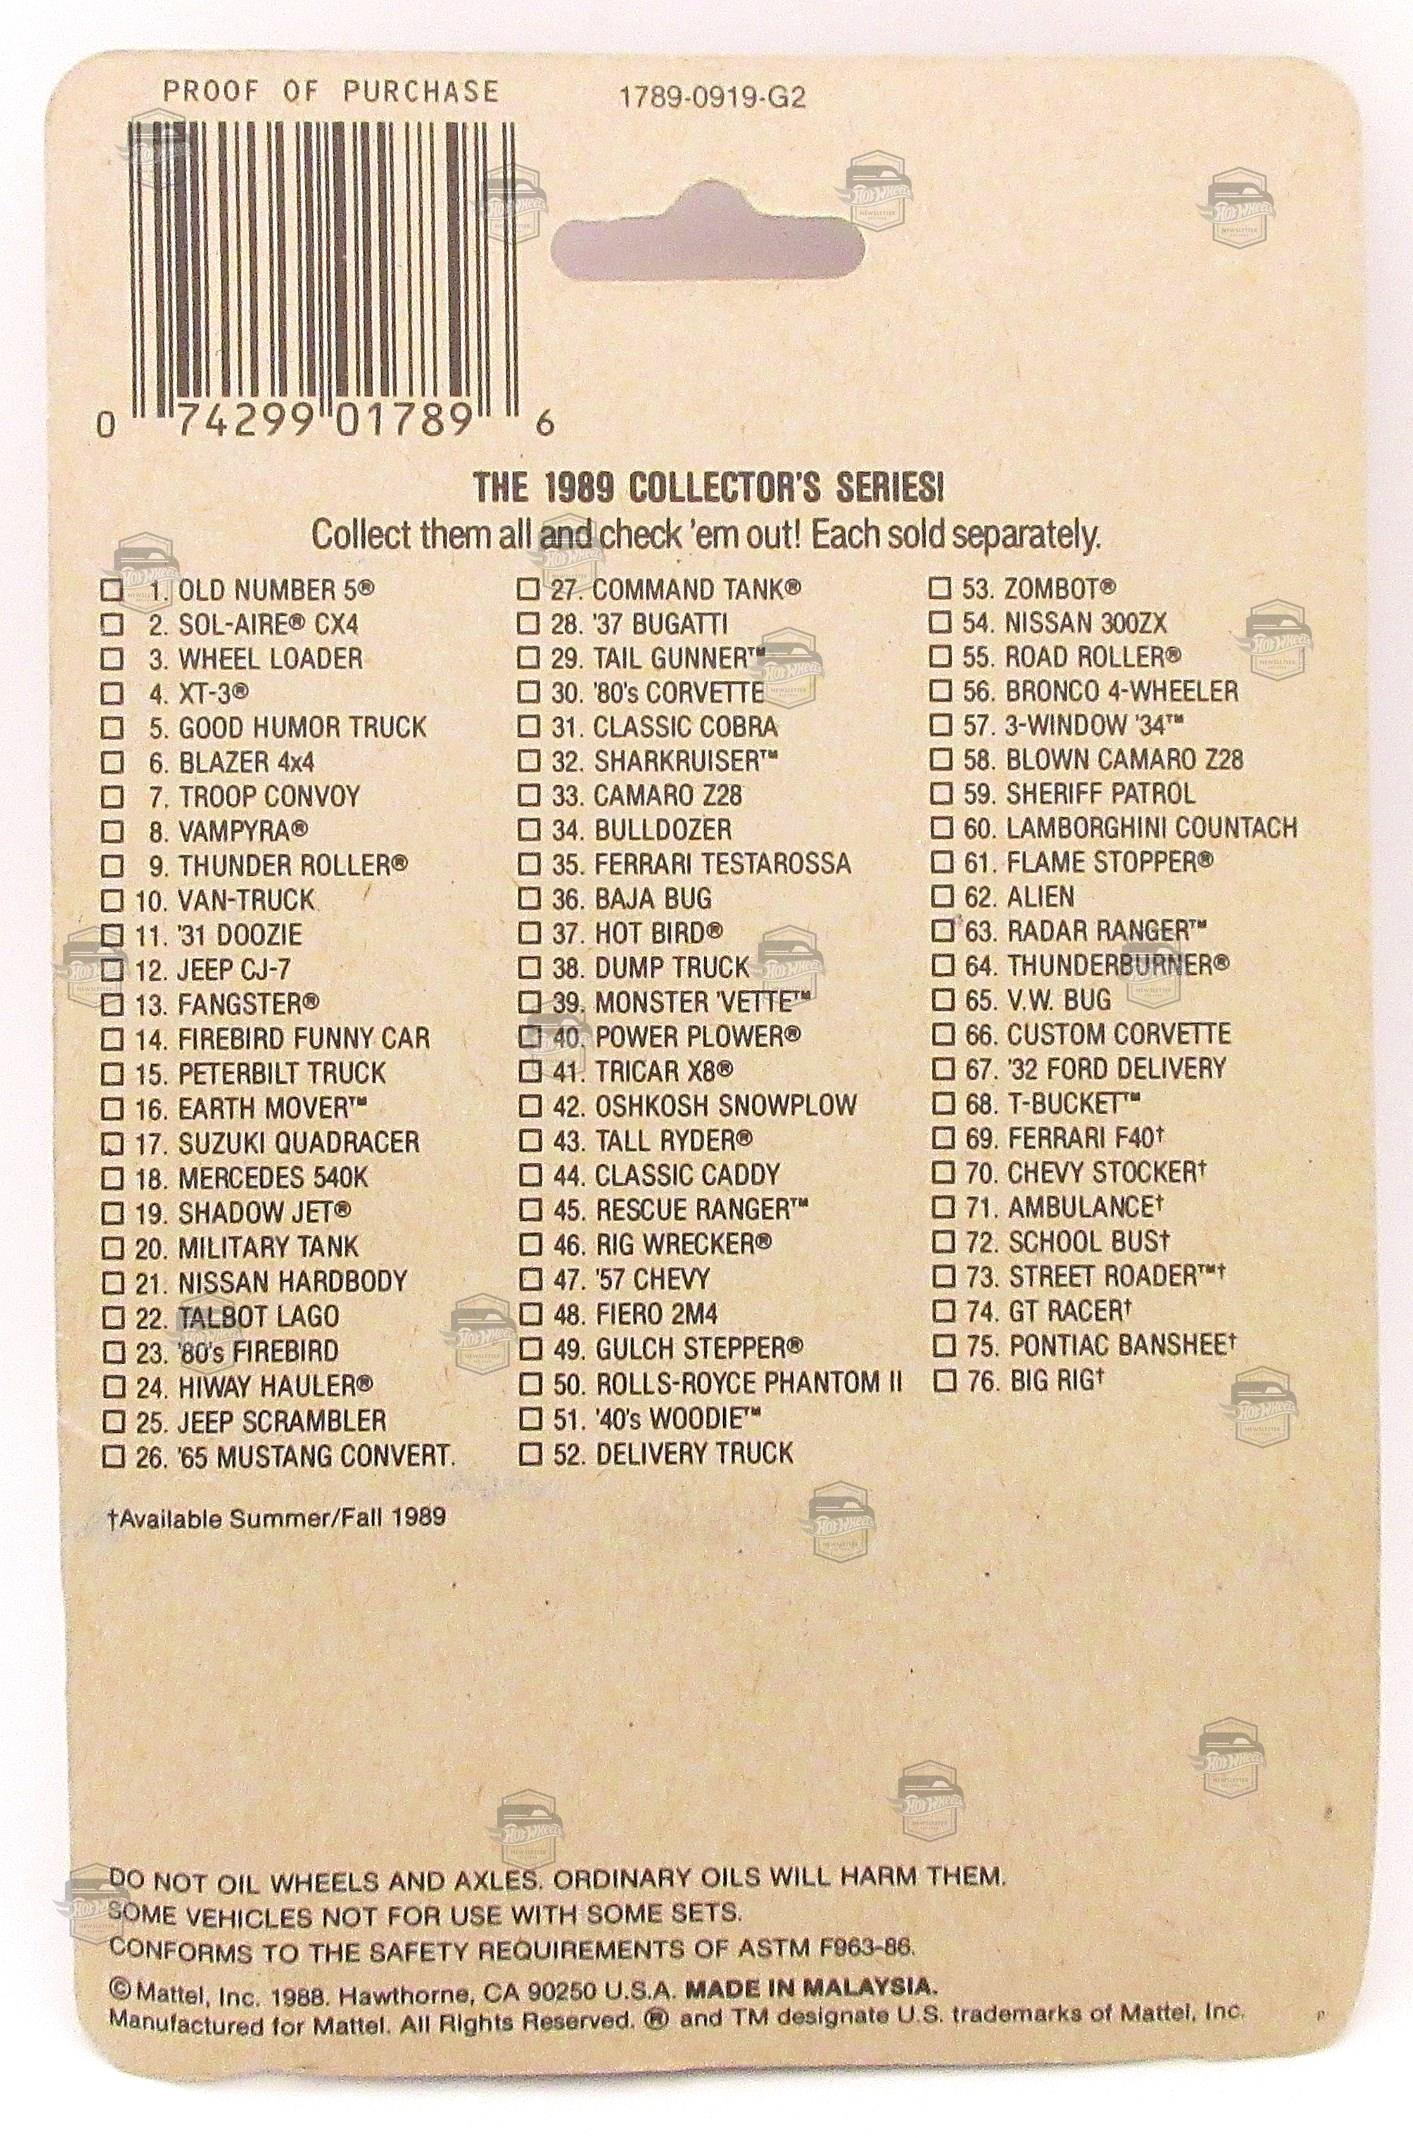 PROOF OF PURCHASE
1789-0919-G2
0 74299 01789 6
THE 1989 COLLECTOR'S SERIES!
Collect them all and check 'em out! Each sold separately.
1. OLD NUMBER 5®
2. SOL-AIRE® CX4
3. WHEEL LOADER
4. XT-3®
5. GOOD HUMOR TRUCK
6. BLAZER 4x4
7. TROOP CONVOY
8. VAMPYRA®
9. THUNDER ROLLER®
10. VAN-TRUCK
11. '31 DOOZIE
12. JEEP CJ-7
13. FANGSTER®
14. FIREBIRD FUNNY CAR
15. PETERBILT TRUCK
16. EARTH MOVER™
17. SUZUKI QUADRACER
18. MERCEDES 540K
19. SHADOW JET®
20. MILITARY TANK
21. NISSAN HARDBODY
22. TALBOT LAGO
23. '80's FIREBIRD
24. HIWAY HAULER®
25. JEEP SCRAMBLER
26. '65 MUSTANG CONVERT.
27. COMMAND TANK®
28. '37 BUGATTI
29. TAIL GUNNER™
30. '80's CORVETTE
31. CLASSIC COBRA
32. SHARKRUISER™
33. CAMARO Z28
34. BULLDOZER
35. FERRARI TESTAROSSA
36. BAJA BUG
37. HOT BIRD®
38. DUMP TRUCK
39. MONSTER 'VETTE™
40. POWER PLOWER®
41. TRICAR X8®
42. OSHKOSH SNOWPLOW
43. TALL RYDER®
44. CLASSIC CADDY
45. RESCUE RANGER™
46. RIG WRECKER®
47. '57 CHEVY
48. FIERO 2M4
49. GULCH STEPPER®
50. ROLLS-ROYCE PHANTOM II
51. '40's WOODIE™
52. DELIVERY TRUCK
53. ZOMBOT®
54. NISSAN 300ZX
55. ROAD ROLLER®
56. BRONCO 4-WHEELER
57. 3-WINDOW '34™
58. BLOWN CAMARO Z28
59. SHERIFF PATROL
60. LAMBORGHINI COUNTACH
61. FLAME STOPPER®
62. ALIEN
63. RADAR RANGER™
64. THUNDERBURNER®
65. V.W. BUG
66. CUSTOM CORVETTE
67. '32 FORD DELIVERY
68. T-BUCKET™
69. FERRARI F40†
70. CHEVY STOCKER†
71. AMBULANCE†
72. SCHOOL BUS†
73. STREET ROADER™†
74. GT RACER†
75. PONTIAC BANSHEE†
76. BIG RIG†
†Available Summer/Fall 1989
DO NOT OIL WHEELS AND AXLES. ORDINARY OILS WILL HARM THEM.
SOME VEHICLES NOT FOR USE WITH SOME SETS.
CONFORMS TO THE SAFETY REQUIREMENTS OF ASTM F963-86.
©Mattel, Inc. 1988. Hawthorne, CA 90250 U.S.A. MADE IN MALAYSIA.
Manufactured for Mattel. All Rights Reserved. ® and TM designate U.S. trademarks of Mattel, Inc.